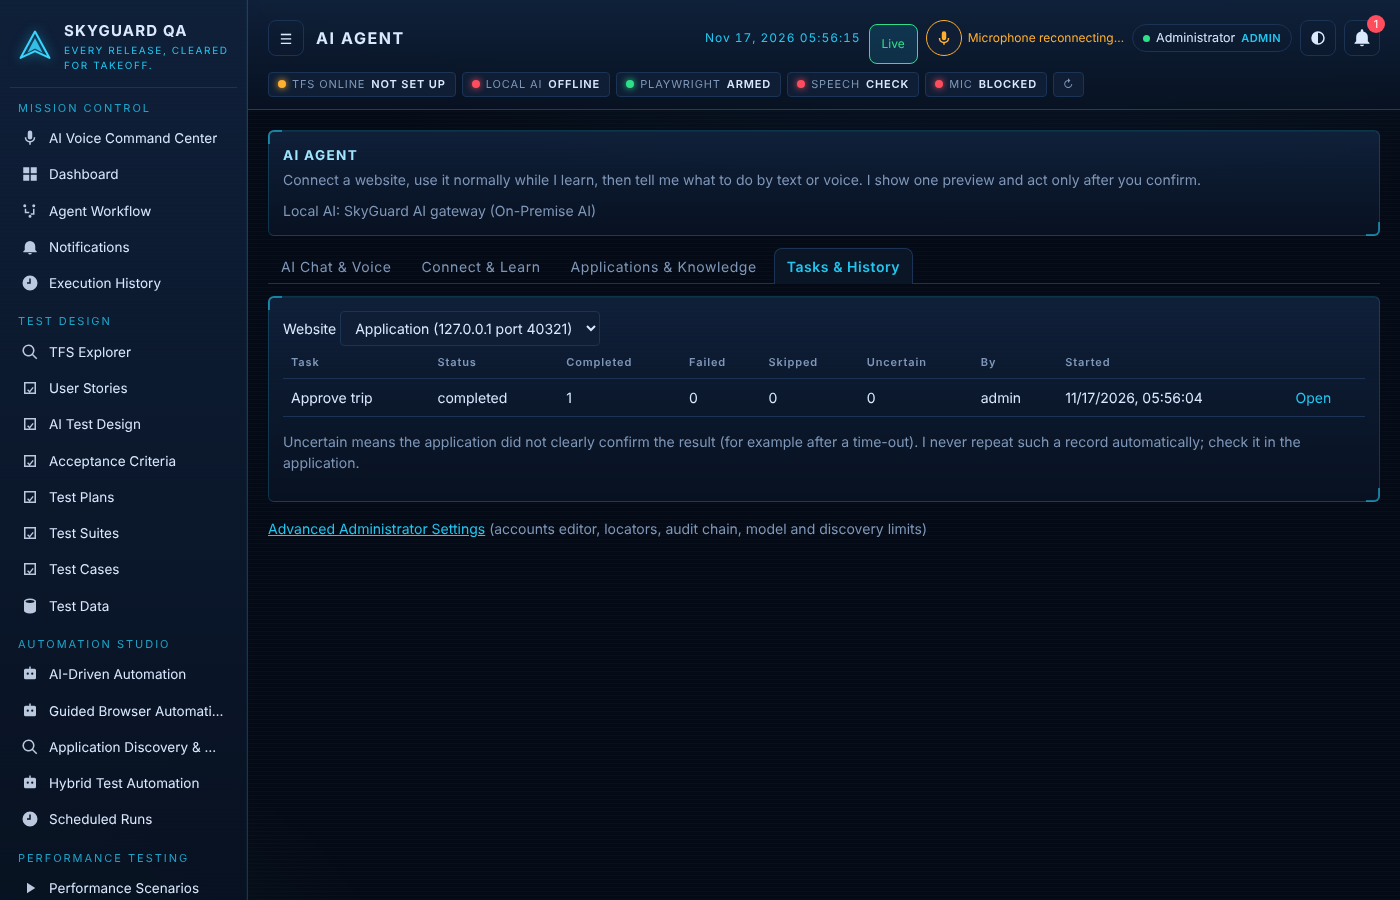 SKYGUARD QA
EVERY RELEASE, CLEARED
FOR TAKEOFF.
MISSION CONTROL
AI Voice Command Center
Dashboard
Agent Workflow
Notifications
Execution History
TEST DESIGN
TFS Explorer
User Stories
AI Test Design
Acceptance Criteria
Test Plans
Test Suites
Test Cases
Test Data
AUTOMATION STUDIO
AI-Driven Automation
Guided Browser Automati...
Application Discovery & ...
Hybrid Test Automation
Scheduled Runs
PERFORMANCE TESTING
Performance Scenarios
AI AGENT
Nov 17, 2026 05:56:15
Live
Microphone reconnecting...
Administrator ADMIN
1
TFS ONLINE NOT SET UP
LOCAL AI OFFLINE
PLAYWRIGHT ARMED
SPEECH CHECK
MIC BLOCKED
AI AGENT
Connect a website, use it normally while I learn, then tell me what to do by text or voice. I show one preview and act only after you confirm.
Local AI: SkyGuard AI gateway (On-Premise AI)
AI Chat & Voice
Connect & Learn
Applications & Knowledge
Tasks & History
Website Application (127.0.0.1 port 40321)
Task Status Completed Failed Skipped Uncertain By Started
Approve trip completed 1 0 0 0 admin 11/17/2026, 05:56:04 Open
Uncertain means the application did not clearly confirm the result (for example after a time-out). I never repeat such a record automatically; check it in the
application.
Advanced Administrator Settings (accounts editor, locators, audit chain, model and discovery limits)